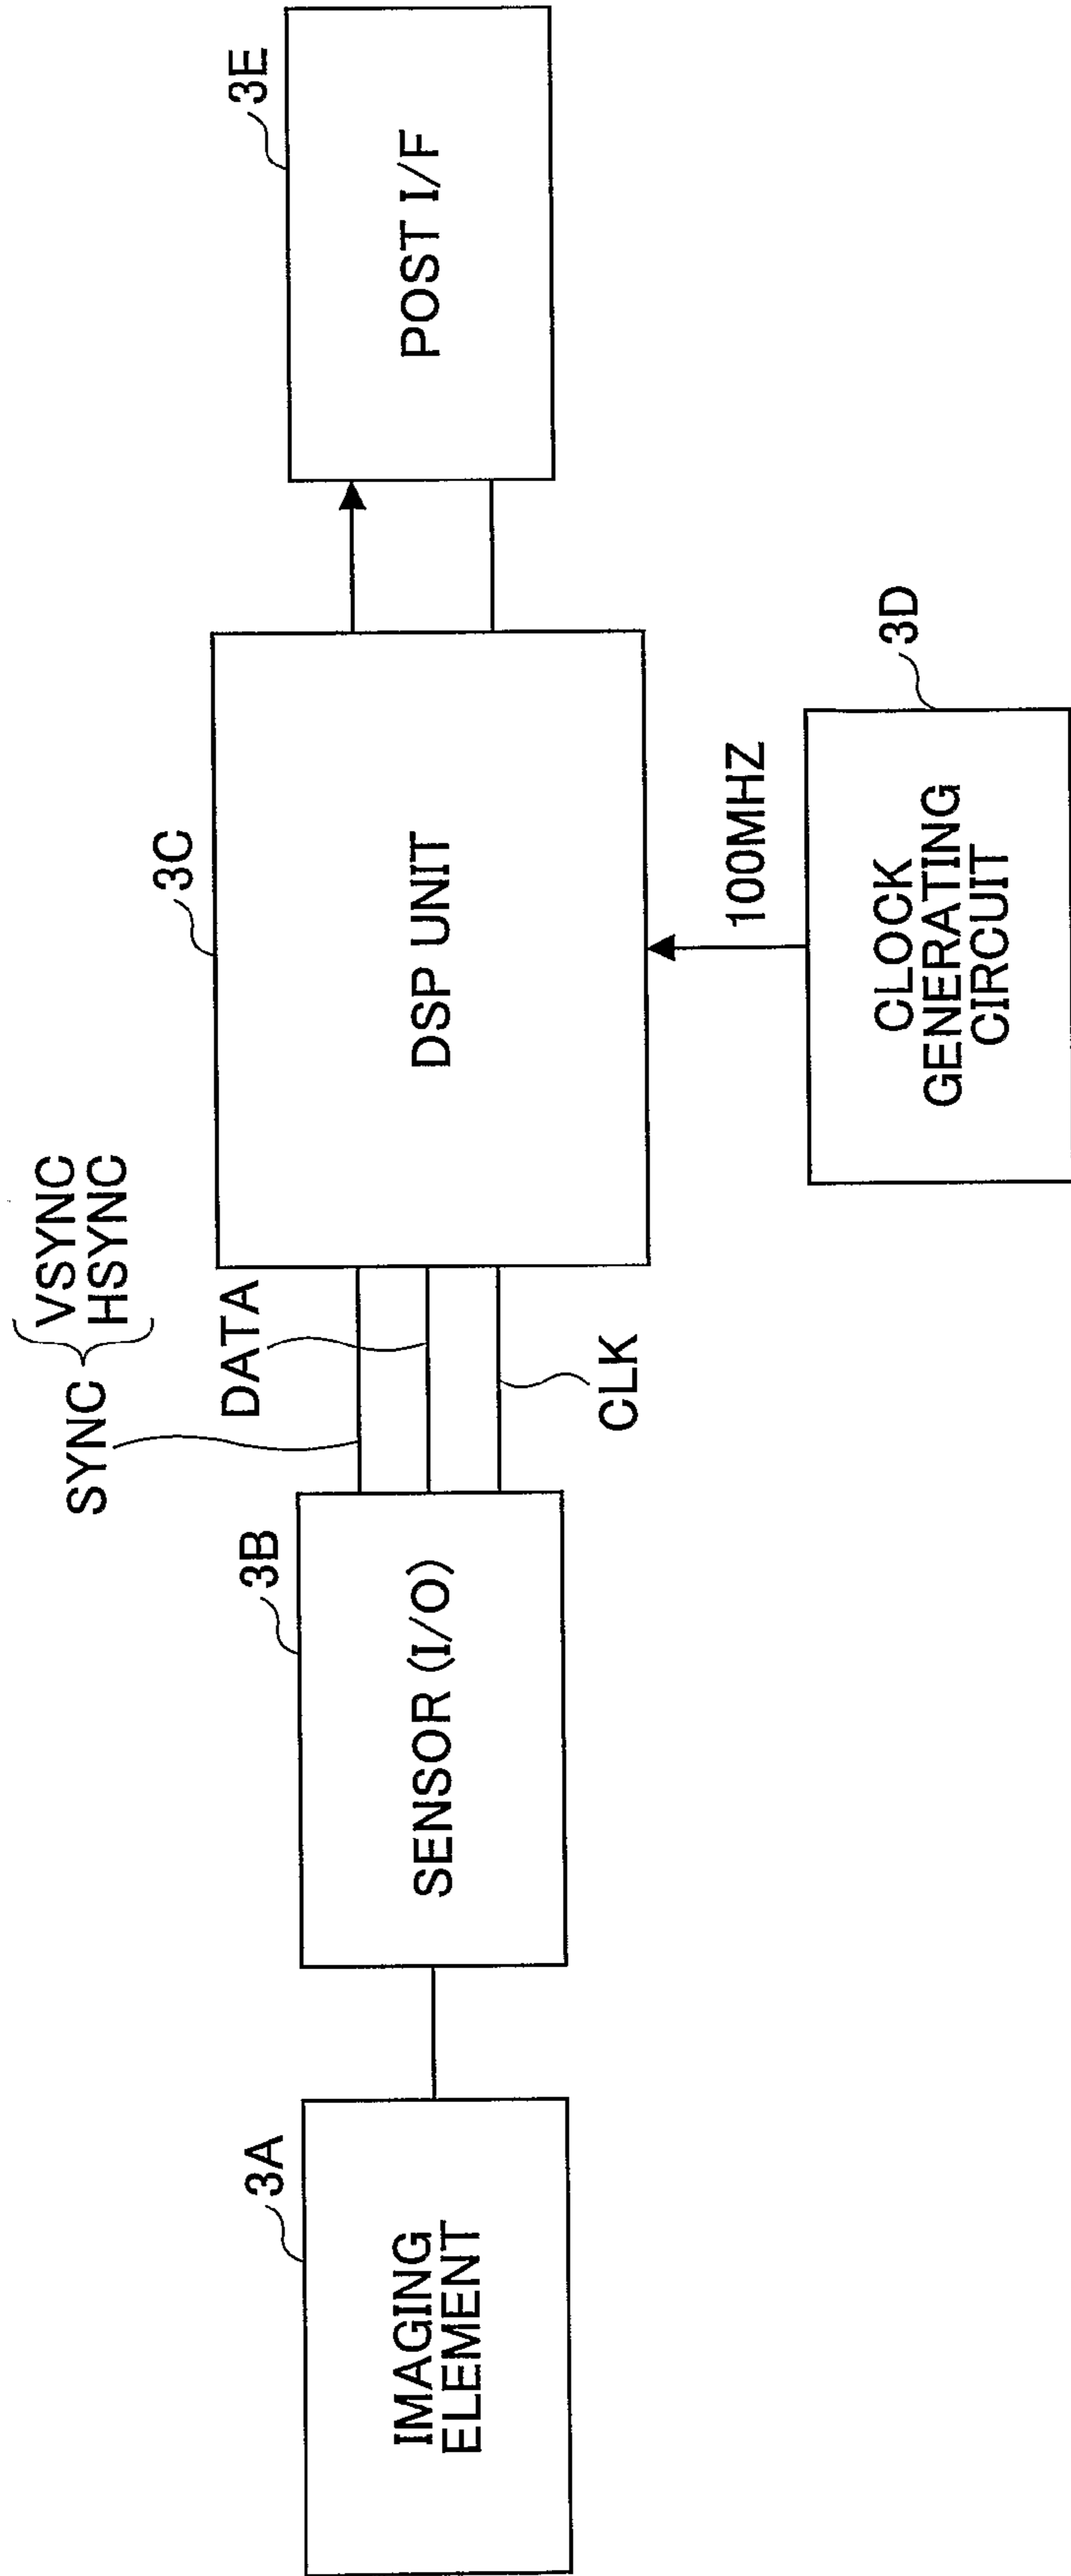 SYNC
VSYNC
HSYNC
DATA
CLK
3A
IMAGING
ELEMENT
3B
SENSOR (I/O)
3C
DSP UNIT
3E
POST I/F
100MHZ
3D
CLOCK
GENERATING
CIRCUIT